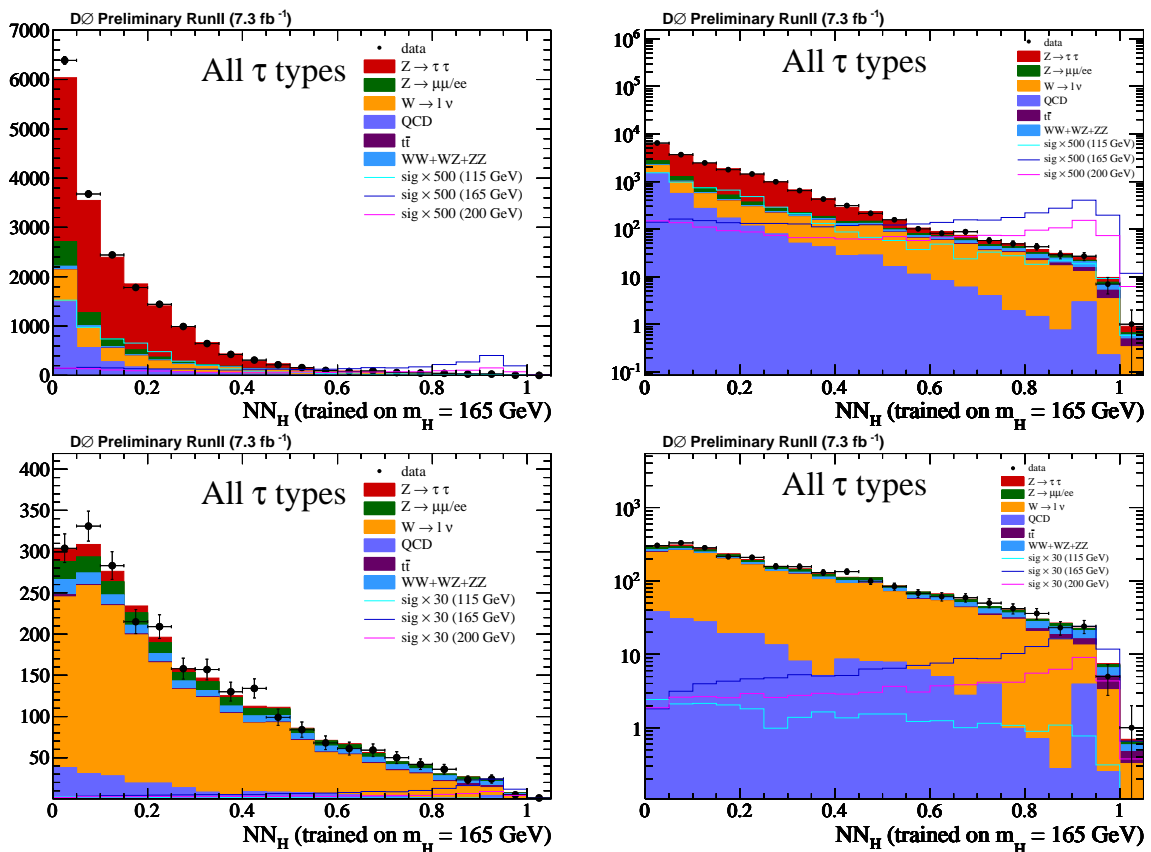 DØ Preliminary RunII (7.3 fb⁻¹)
All τ types
data
Z → τ τ
Z → μμ/ee
W → l ν
QCD
tt̄
WW+WZ+ZZ
sig × 500 (115 GeV)
sig × 500 (165 GeV)
sig × 500 (200 GeV)
7000
6000
5000
4000
3000
2000
1000
0
0 0.2 0.4 0.6 0.8 1
NN_H (trained on m_H = 165 GeV)
DØ Preliminary RunII (7.3 fb⁻¹)
All τ types
data
Z → τ τ
Z → μμ/ee
W → l ν
QCD
tt̄
WW+WZ+ZZ
sig × 500 (115 GeV)
sig × 500 (165 GeV)
sig × 500 (200 GeV)
10⁶
10⁵
10⁴
10³
10²
10
1
10⁻¹
0 0.2 0.4 0.6 0.8 1
NN_H (trained on m_H = 165 GeV)
DØ Preliminary RunII (7.3 fb⁻¹)
All τ types
data
Z → τ τ
Z → μμ/ee
W → l ν
QCD
tt̄
WW+WZ+ZZ
sig × 30 (115 GeV)
sig × 30 (165 GeV)
sig × 30 (200 GeV)
400
350
300
250
200
150
100
50
0 0.2 0.4 0.6 0.8 1
NN_H (trained on m_H = 165 GeV)
DØ Preliminary RunII (7.3 fb⁻¹)
All τ types
data
Z → τ τ
Z → μμ/ee
W → l ν
QCD
tt̄
WW+WZ+ZZ
sig × 30 (115 GeV)
sig × 30 (165 GeV)
sig × 30 (200 GeV)
10³
10²
10
1
0 0.2 0.4 0.6 0.8 1
NN_H (trained on m_H = 165 GeV)